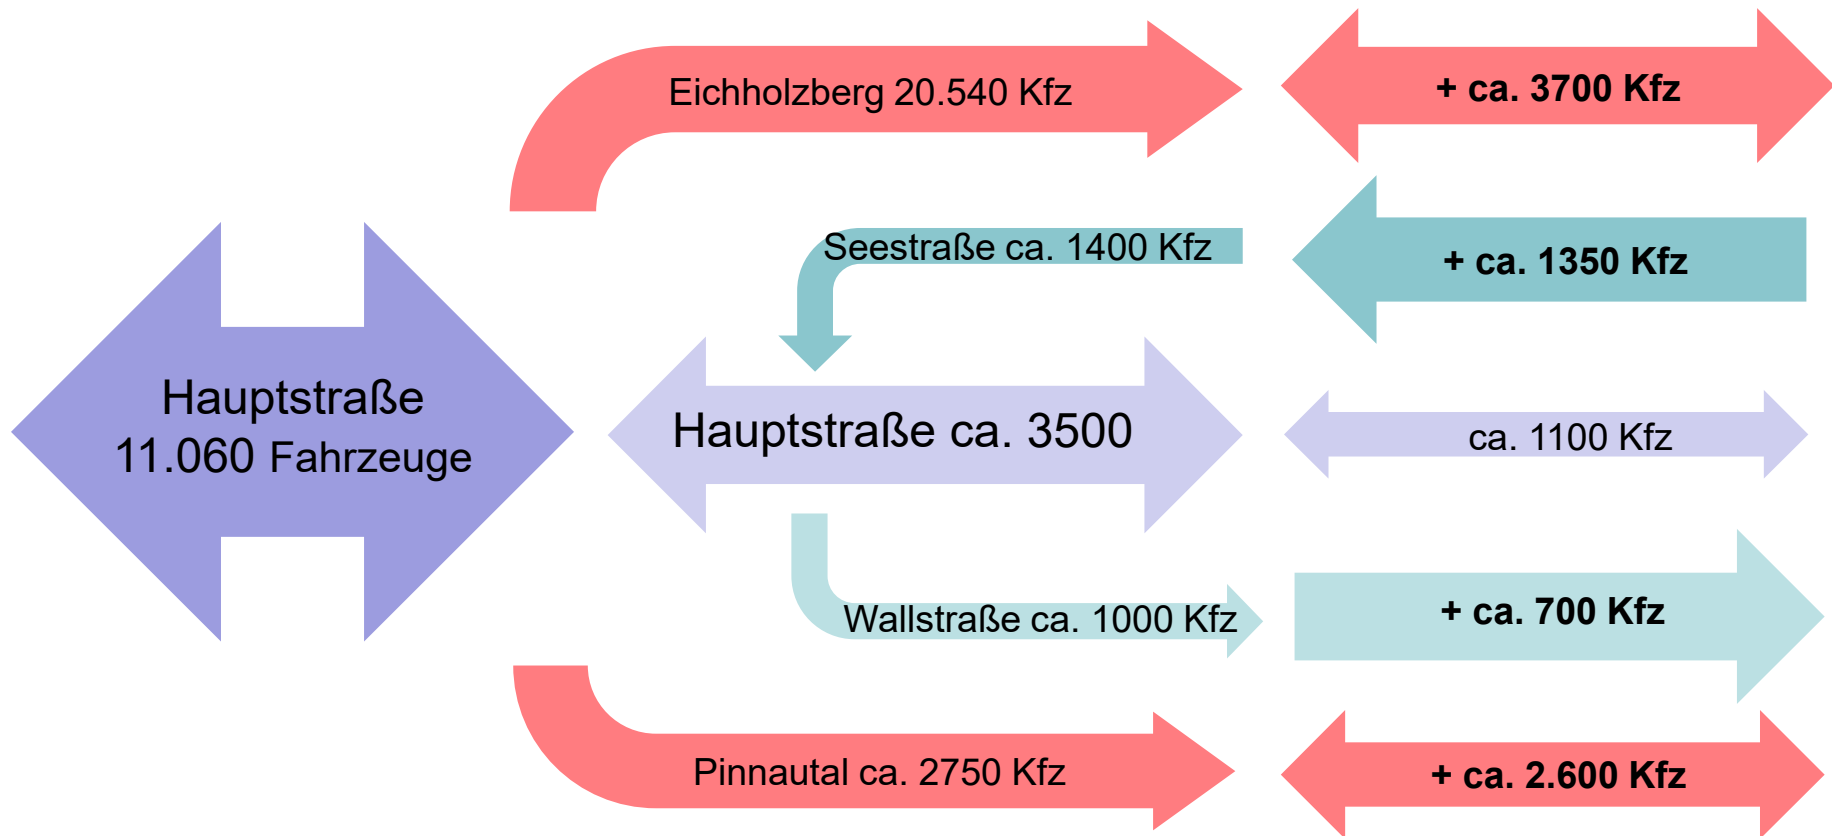 Eichholzberg 20.540 Kfz
+ ca. 3700 Kfz
Seestraße ca. 1400 Kfz
+ ca. 1350 Kfz
Hauptstraße
11.060 Fahrzeuge
Hauptstraße ca. 3500
ca. 1100 Kfz
Wallstraße ca. 1000 Kfz
+ ca. 700 Kfz
Pinnautal ca. 2750 Kfz
+ ca. 2.600 Kfz